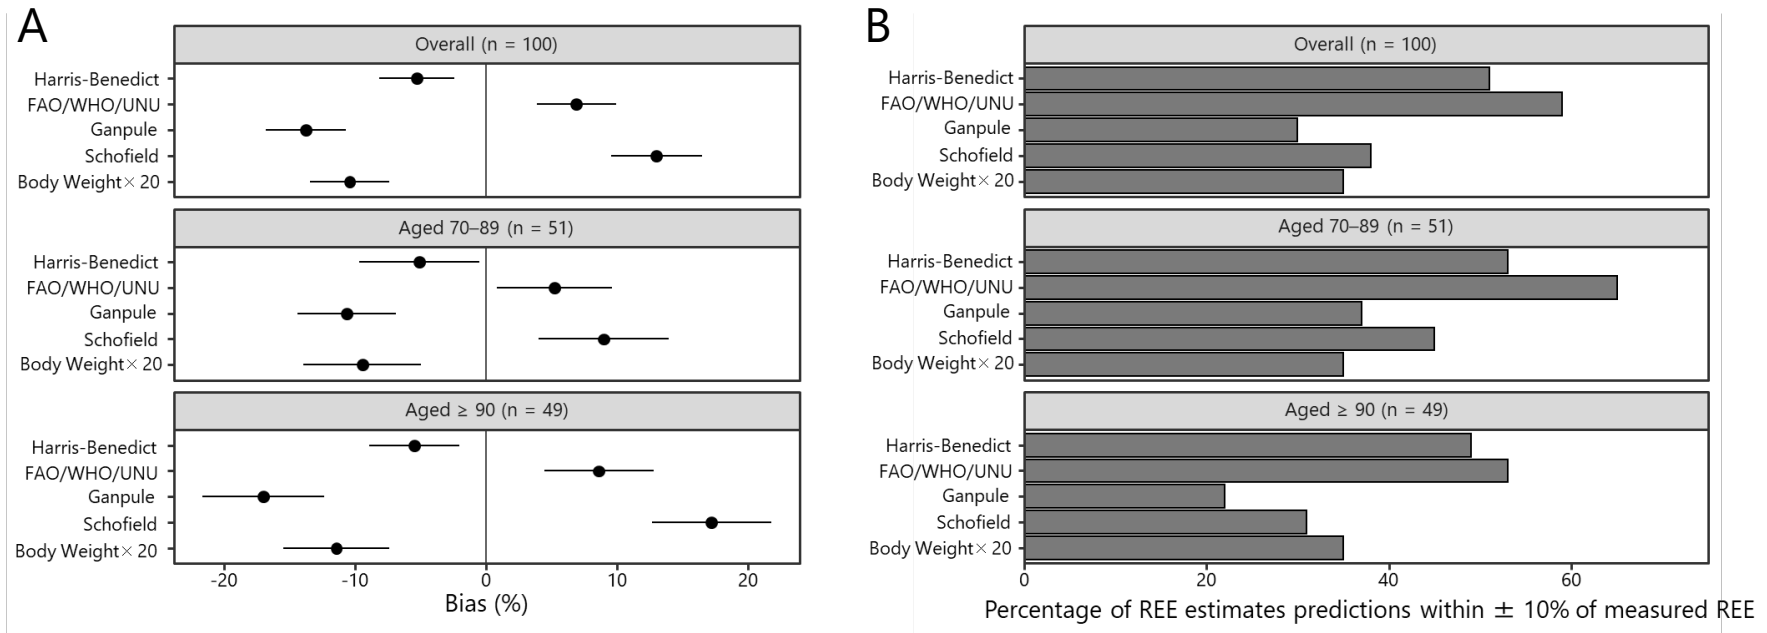 A
Overall (n = 100)
Harris-Benedict
FAO/WHO/UNU
Ganpule
Schofield
Body Weight× 20
Aged 70–89 (n = 51)
Harris-Benedict
FAO/WHO/UNU
Ganpule
Schofield
Body Weight× 20
Aged ≥ 90 (n = 49)
Harris-Benedict
FAO/WHO/UNU
Ganpule
Schofield
Body Weight× 20
-20 -10 0 10 20
Bias (%)
B
Overall (n = 100)
Harris-Benedict
FAO/WHO/UNU
Ganpule
Schofield
Body Weight× 20
Aged 70–89 (n = 51)
Harris-Benedict
FAO/WHO/UNU
Ganpule
Schofield
Body Weight× 20
Aged ≥ 90 (n = 49)
Harris-Benedict
FAO/WHO/UNU
Ganpule
Schofield
Body Weight× 20
0 20 40 60
Percentage of REE estimates predictions within ± 10% of measured REE